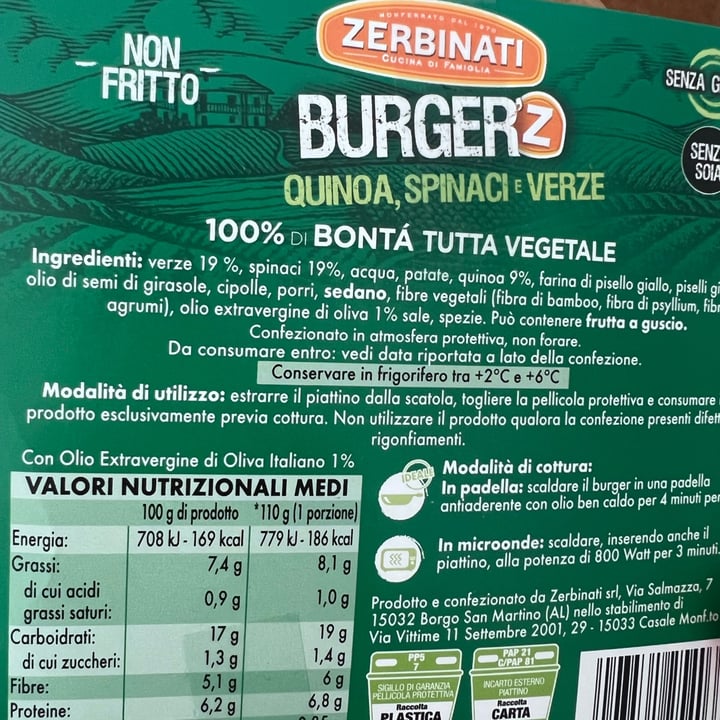 MONFERRATO DAL 1970
ZERBINATI
CUCINA DI FAMIGLIA
NON
FRITTO
SENZA G
BURGER'Z
SENZ
SOIA
QUINOA, SPINACI E VERZE
100% DI BONTÁ TUTTA VEGETALE
Ingredienti: verze 19 %, spinaci 19%, acqua, patate, quinoa 9%, farina di pisello giallo, piselli gi
olio di semi di girasole, cipolle, porri, sedano, fibre vegetali (fibra di bamboo, fibra di psyllium, fibr
agrumi), olio extravergine di oliva 1% sale, spezie. Può contenere frutta a guscio.
Confezionato in atmosfera protettiva, non forare.
Da consumare entro: vedi data riportata a lato della confezione.
Conservare in frigorifero tra +2°C e +6°C
Modalità di utilizzo: estrarre il piattino dalla scatola, togliere la pellicola protettiva e consumare
prodotto esclusivamente previa cottura. Non utilizzare il prodotto qualora la confezione presenti difett
rigonfiamenti.
Con Olio Extravergine di Oliva Italiano 1%
VALORI NUTRIZIONALI MEDI
100 g di prodotto *110 g (1 porzione)
Energia: 708 kJ - 169 kcal 779 kJ - 186 kcal
Grassi: 7,4 g 8,1 g
di cui acidi
grassi saturi: 0,9 g 1,0 g
Carboidrati: 17 g 19 g
di cui zuccheri: 1,3 g 1,4 g
Fibre: 5,1 g 6 g
Proteine: 6,2 g 6,8 g
IDEALE
Modalità di cottura:
In padella: scaldare il burger in una padella
antiaderente con olio ben caldo per 4 minuti per
In microonde: scaldare, inserendo anche il
piattino, alla potenza di 800 Watt per 3 minuti.
Prodotto e confezionato da Zerbinati srl, Via Salmazza, 7
15032 Borgo San Martino (AL) nello stabilimento di
Via Vittime 11 Settembre 2001, 29 - 15033 Casale Monf.to
PP5
7
SIGILLO DI GARANZIA
PELLICOLA PROTETTIVA
Raccolta
PLASTICA
PAP 21
C/PAP 81
INCARTO ESTERNO
PIATTINO
Raccolta
CARTA